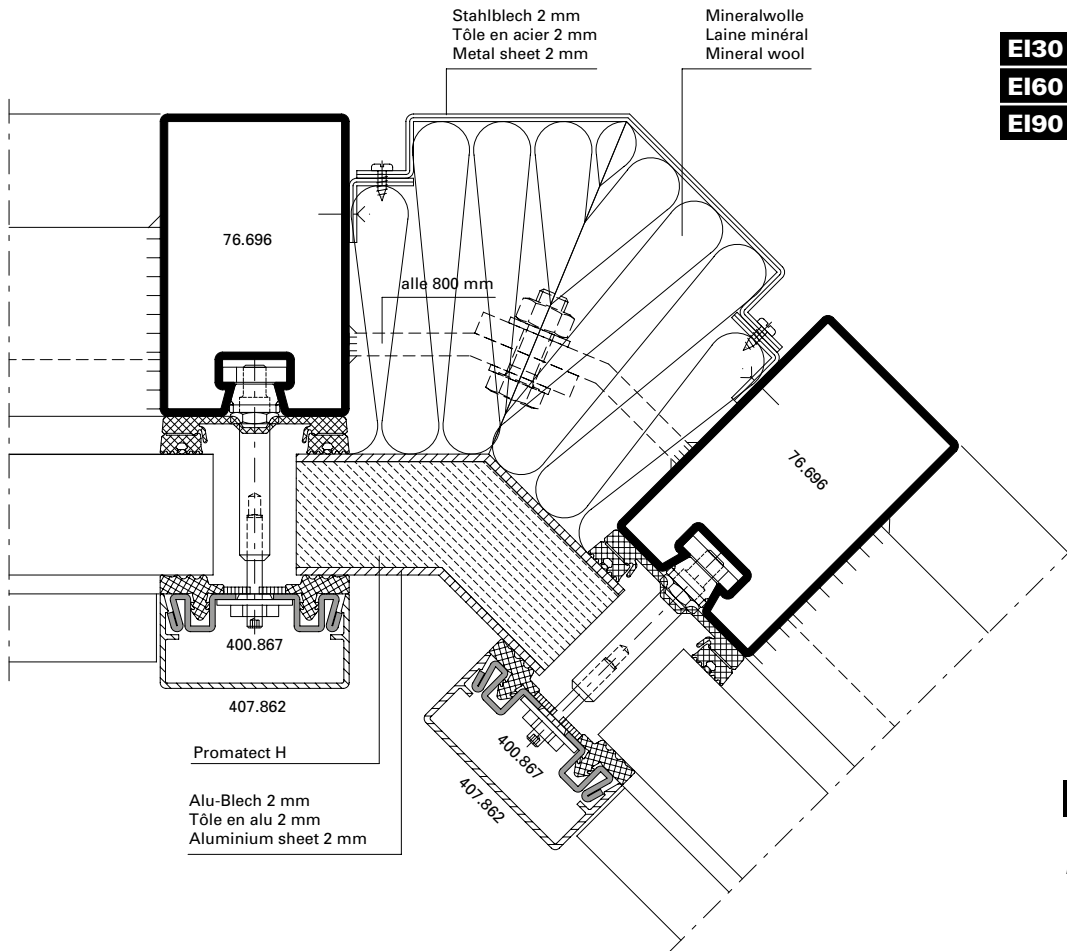 Stahlblech 2 mm
Tôle en acier 2 mm
Metal sheet 2 mm
Mineralwolle
Laine minéral
Mineral wool
EI30
EI60
EI90
76.696
alle 800 mm
76.696
400.867
407.862
400.867
407.862
Promatect H
Alu-Blech 2 mm
Tôle en alu 2 mm
Aluminium sheet 2 mm